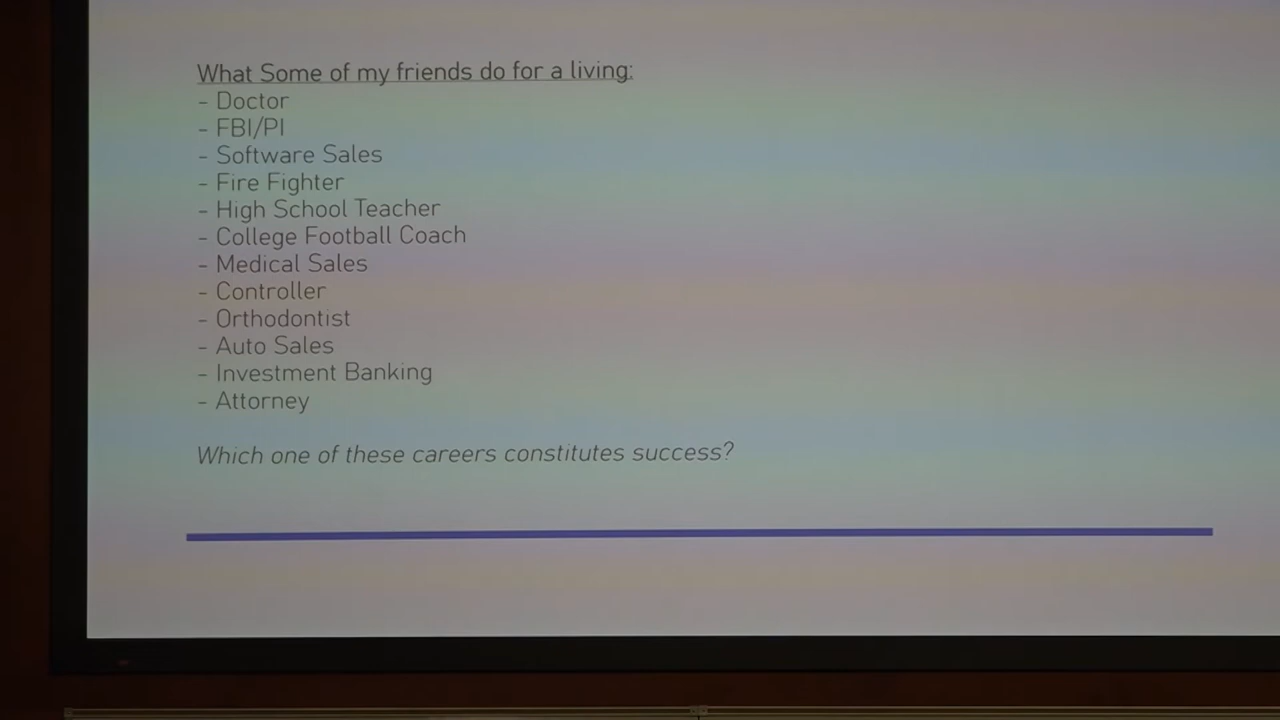 What Some of my friends do for a living:
- Doctor
- FBI/PI
- Software Sales
- Fire Fighter
- High School Teacher
- College Football Coach
- Medical Sales
- Controller
- Orthodontist
- Auto Sales
- Investment Banking
- Attorney
Which one of these careers constitutes success?